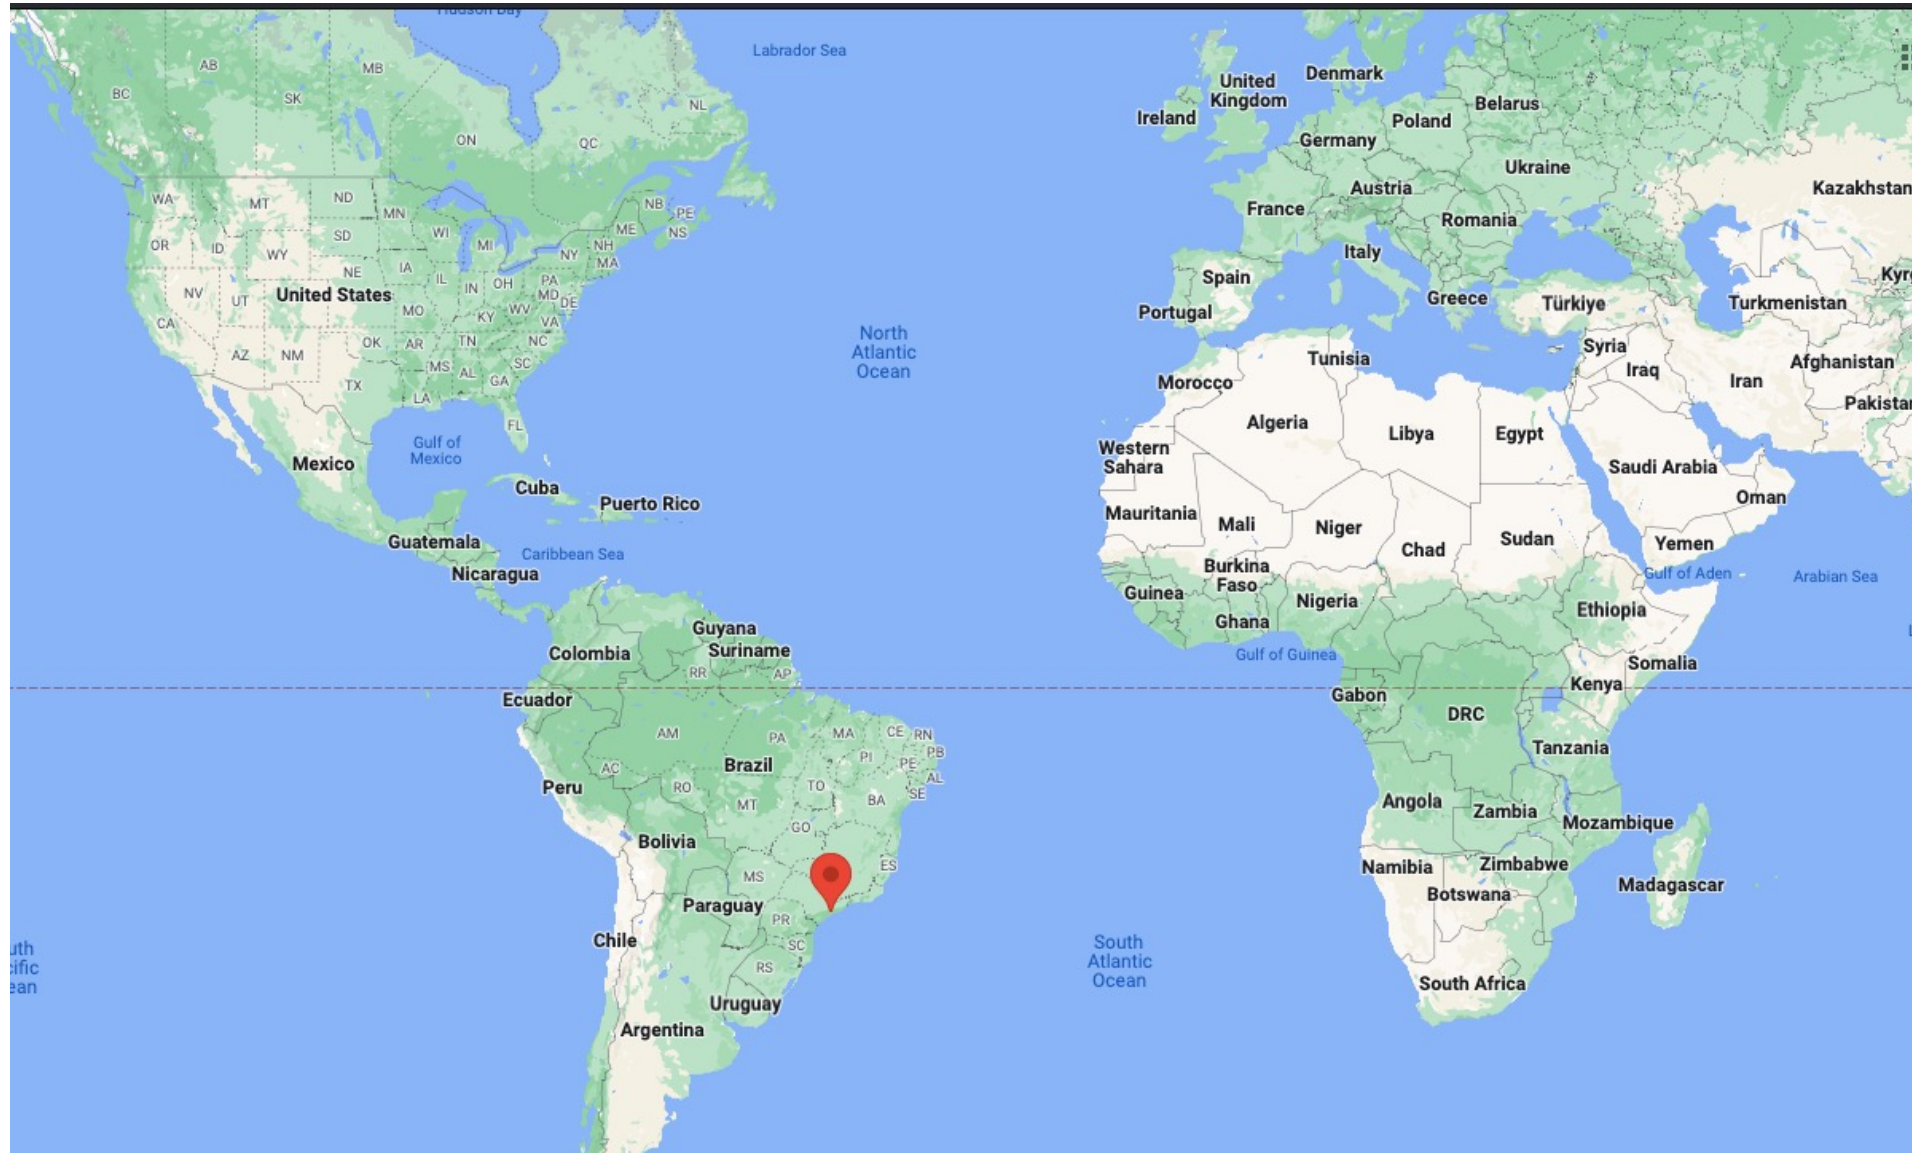 Hudson Bay
Labrador Sea
AB
MB
BC
SK
NL
ON
QC
United
Kingdom
Denmark
Ireland
Poland
Belarus
Germany
Ukraine
Austria
Kazakhstan
France
Romania
Italy
WA
MT
ND
MN
NB
PE
ME
NS
OR
ID
WY
SD
WI
MI
NH
NY
MA
NE
IA
IL
IN
OH
PA
MD
DE
NV
UT
United States
MO
KY
WV
VA
CA
OK
AR
TN
NC
AZ
NM
MS
AL
SC
GA
TX
LA
FL
Spain
Portugal
Greece
Türkiye
Turkmenistan
Kyrg
North
Atlantic
Ocean
Tunisia
Syria
Iraq
Iran
Afghanistan
Pakistan
Morocco
Algeria
Libya
Egypt
Western
Sahara
Saudi Arabia
Oman
Gulf of
Mexico
Mexico
Cuba
Puerto Rico
Mauritania
Mali
Niger
Chad
Sudan
Yemen
Guatemala
Caribbean Sea
Nicaragua
Burkina
Faso
Guinea
Nigeria
Ghana
Ethiopia
Gulf of Aden
Arabian Sea
Gulf of Guinea
Somalia
Guyana
Suriname
Colombia
RR
AP
Ecuador
Gabon
Kenya
DRC
Tanzania
AM
PA
MA
CE
RN
PB
PI
PE
AL
SE
Brazil
AC
RO
TO
BA
MT
Peru
GO
Bolivia
Angola
Zambia
Mozambique
Namibia
Zimbabwe
Botswana
Madagascar
MS
ES
Paraguay
PR
Chile
SC
RS
Uruguay
Argentina
South Africa
South
Atlantic
Ocean
uth
ific
ean